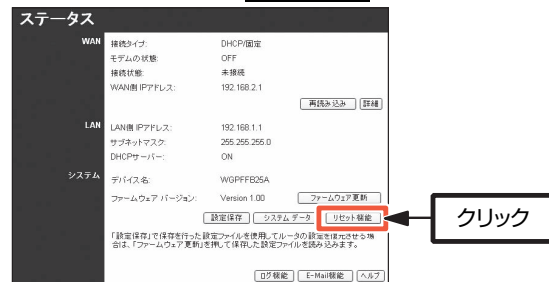 ステータス
WAN
接続タイプ: DHCP/固定
モデムの状態: OFF
接続状態: 未接続
WAN側 IPアドレス: 192.168.2.1
再読み込み 詳細
LAN
LAN側 IPアドレス: 192.168.1.1
サブネットマスク: 255.255.255.0
DHCPサーバー: ON
システム
デバイス名: WGPFFB25A
ファームウェア バージョン: Version 1.00 ファームウェア更新
設定保存 システム データ リセット機能
クリック
「設定保存」で保存を行った設定ファイルを使用してルータの設定を復元させる場
合は、「ファームウェア更新」を押して保存した設定ファイルを読み込みます。
ログ機能 E-Mail機能 ヘルプ